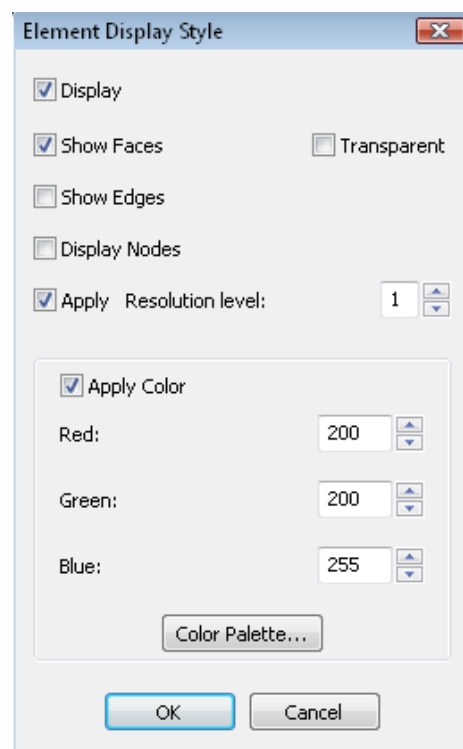 Element Display Style
Display
Show Faces Transparent
Show Edges
Display Nodes
Apply Resolution level: 1
Apply Color
Red: 200
Green: 200
Blue: 255
Color Palette...
OK Cancel